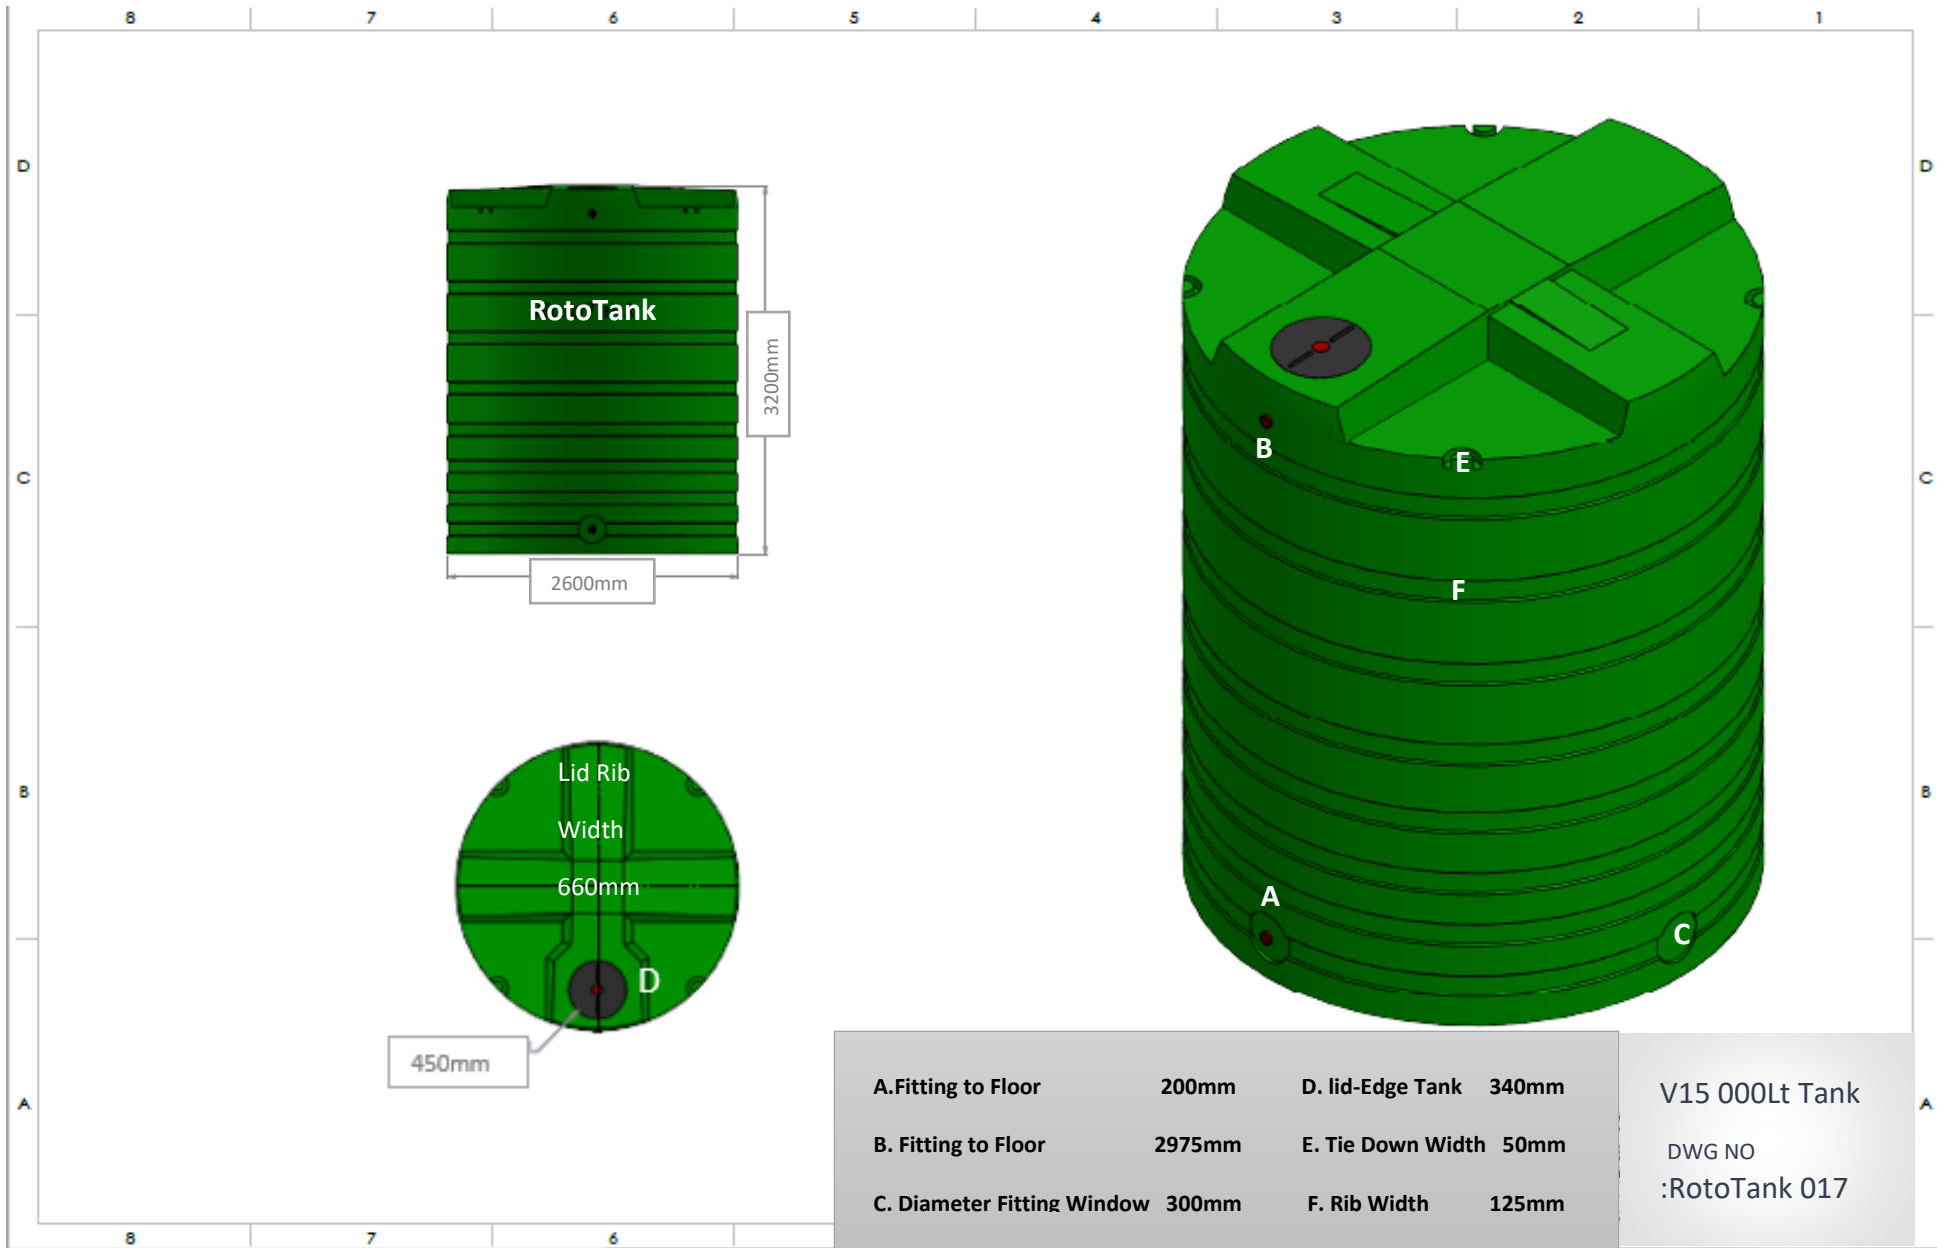 8 7 6 5 4 3 2 1
D D
RotoTank
3200mm
2600mm
B
E
C C
F
Lid Rib
Width
660mm
B B
A
C
D
450mm
A A
A.Fitting to Floor 200mm D. lid-Edge Tank 340mm
B. Fitting to Floor 2975mm E. Tie Down Width 50mm
C. Diameter Fitting Window 300mm F. Rib Width 125mm
V15 000Lt Tank
DWG NO
:RotoTank 017
8 7 6